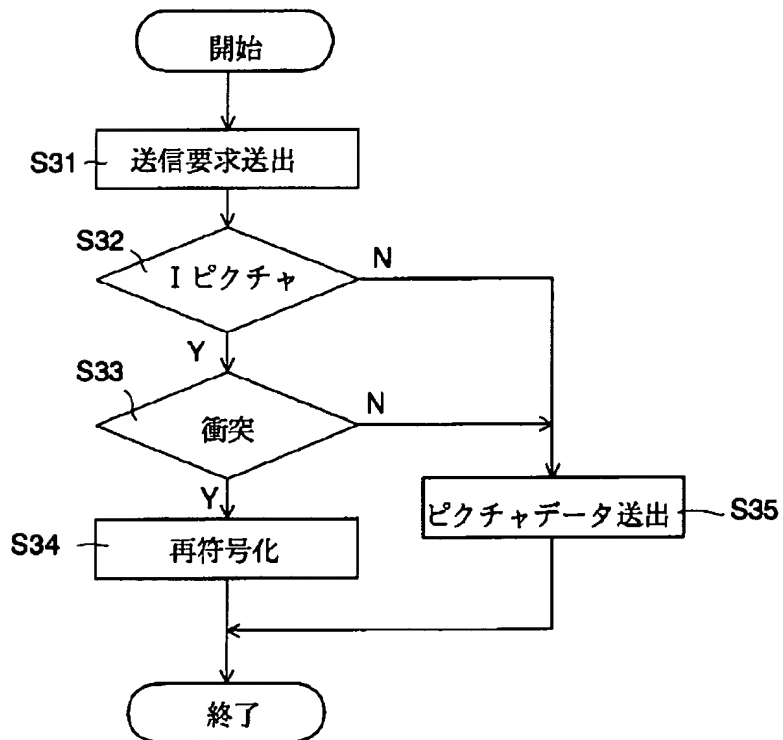 開始
S31
送信要求送出
S32
Iピクチャ
N
Y
S33
衝突
N
Y
S34
再符号化
ピクチャデータ送出
S35
終了